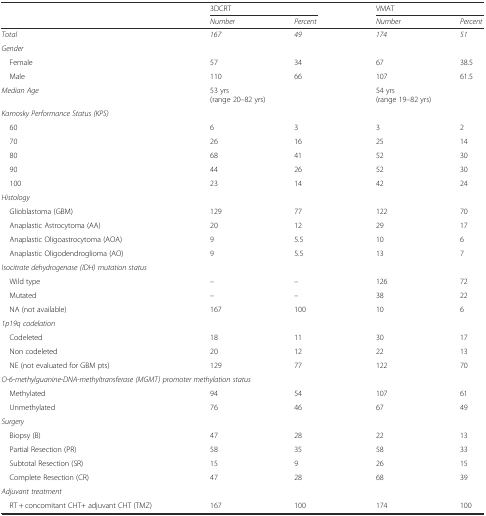 3DCRT VMAT
Number Percent Number Percent
Total 167 49 174 51
Gender
Female 57 34 67 38.5
Male 110 66 107 61.5
Median Age 53 yrs 54 yrs
(range 20–82 yrs) (range 19–82 yrs)
Karnosky Performance Status (KPS)
60 6 3 3 2
70 26 16 25 14
80 68 41 52 30
90 44 26 52 30
100 23 14 42 24
Histology
Glioblastoma (GBM) 129 77 122 70
Anaplastic Astrocytoma (AA) 20 12 29 17
Anaplastic Oligoastrocytoma (AOA) 9 5.5 10 6
Anaplastic Oligodendroglioma (AO) 9 5.5 13 7
Isocitrate dehydrogenase (IDH) mutation status
Wild type – – 126 72
Mutated – – 38 22
NA (not available) 167 100 10 6
1p19q codelation
Codeleted 18 11 30 17
Non codeleted 20 12 22 13
NE (not evaluated for GBM pts) 129 77 122 70
O-6-methylguanine-DNA-methyltransferase (MGMT) promoter methylation status
Methylated 94 54 107 61
Unmethylated 76 46 67 49
Surgery
Biopsy (B) 47 28 22 13
Partial Resection (PR) 58 35 58 33
Subtotal Resection (SR) 15 9 26 15
Complete Resection (CR) 47 28 68 39
Adjuvant treatment
RT + concomitant CHT+ adjuvant CHT (TMZ) 167 100 174 100